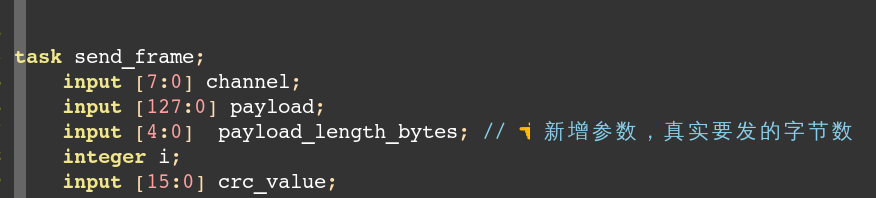 task send_frame;
    input [7:0] channel;
    input [127:0] payload;
    input [4:0]  payload_length_bytes; // 新增参数，真实要发的字节数
    integer i;
    input [15:0] crc_value;